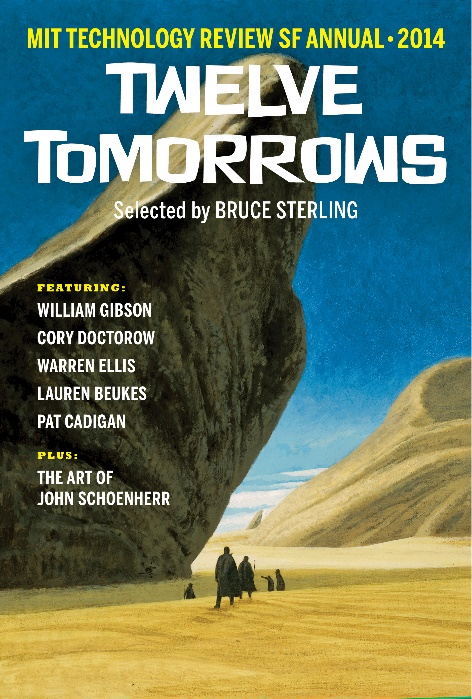 MIT TECHNOLOGY REVIEW SF ANNUAL • 2014
TWELVE
TOMORROWS
Selected by BRUCE STERLING
FEATURING:
WILLIAM GIBSON
CORY DOCTOROW
WARREN ELLIS
LAUREN BEUKES
PAT CADIGAN
PLUS:
THE ART OF
JOHN SCHOENHERR